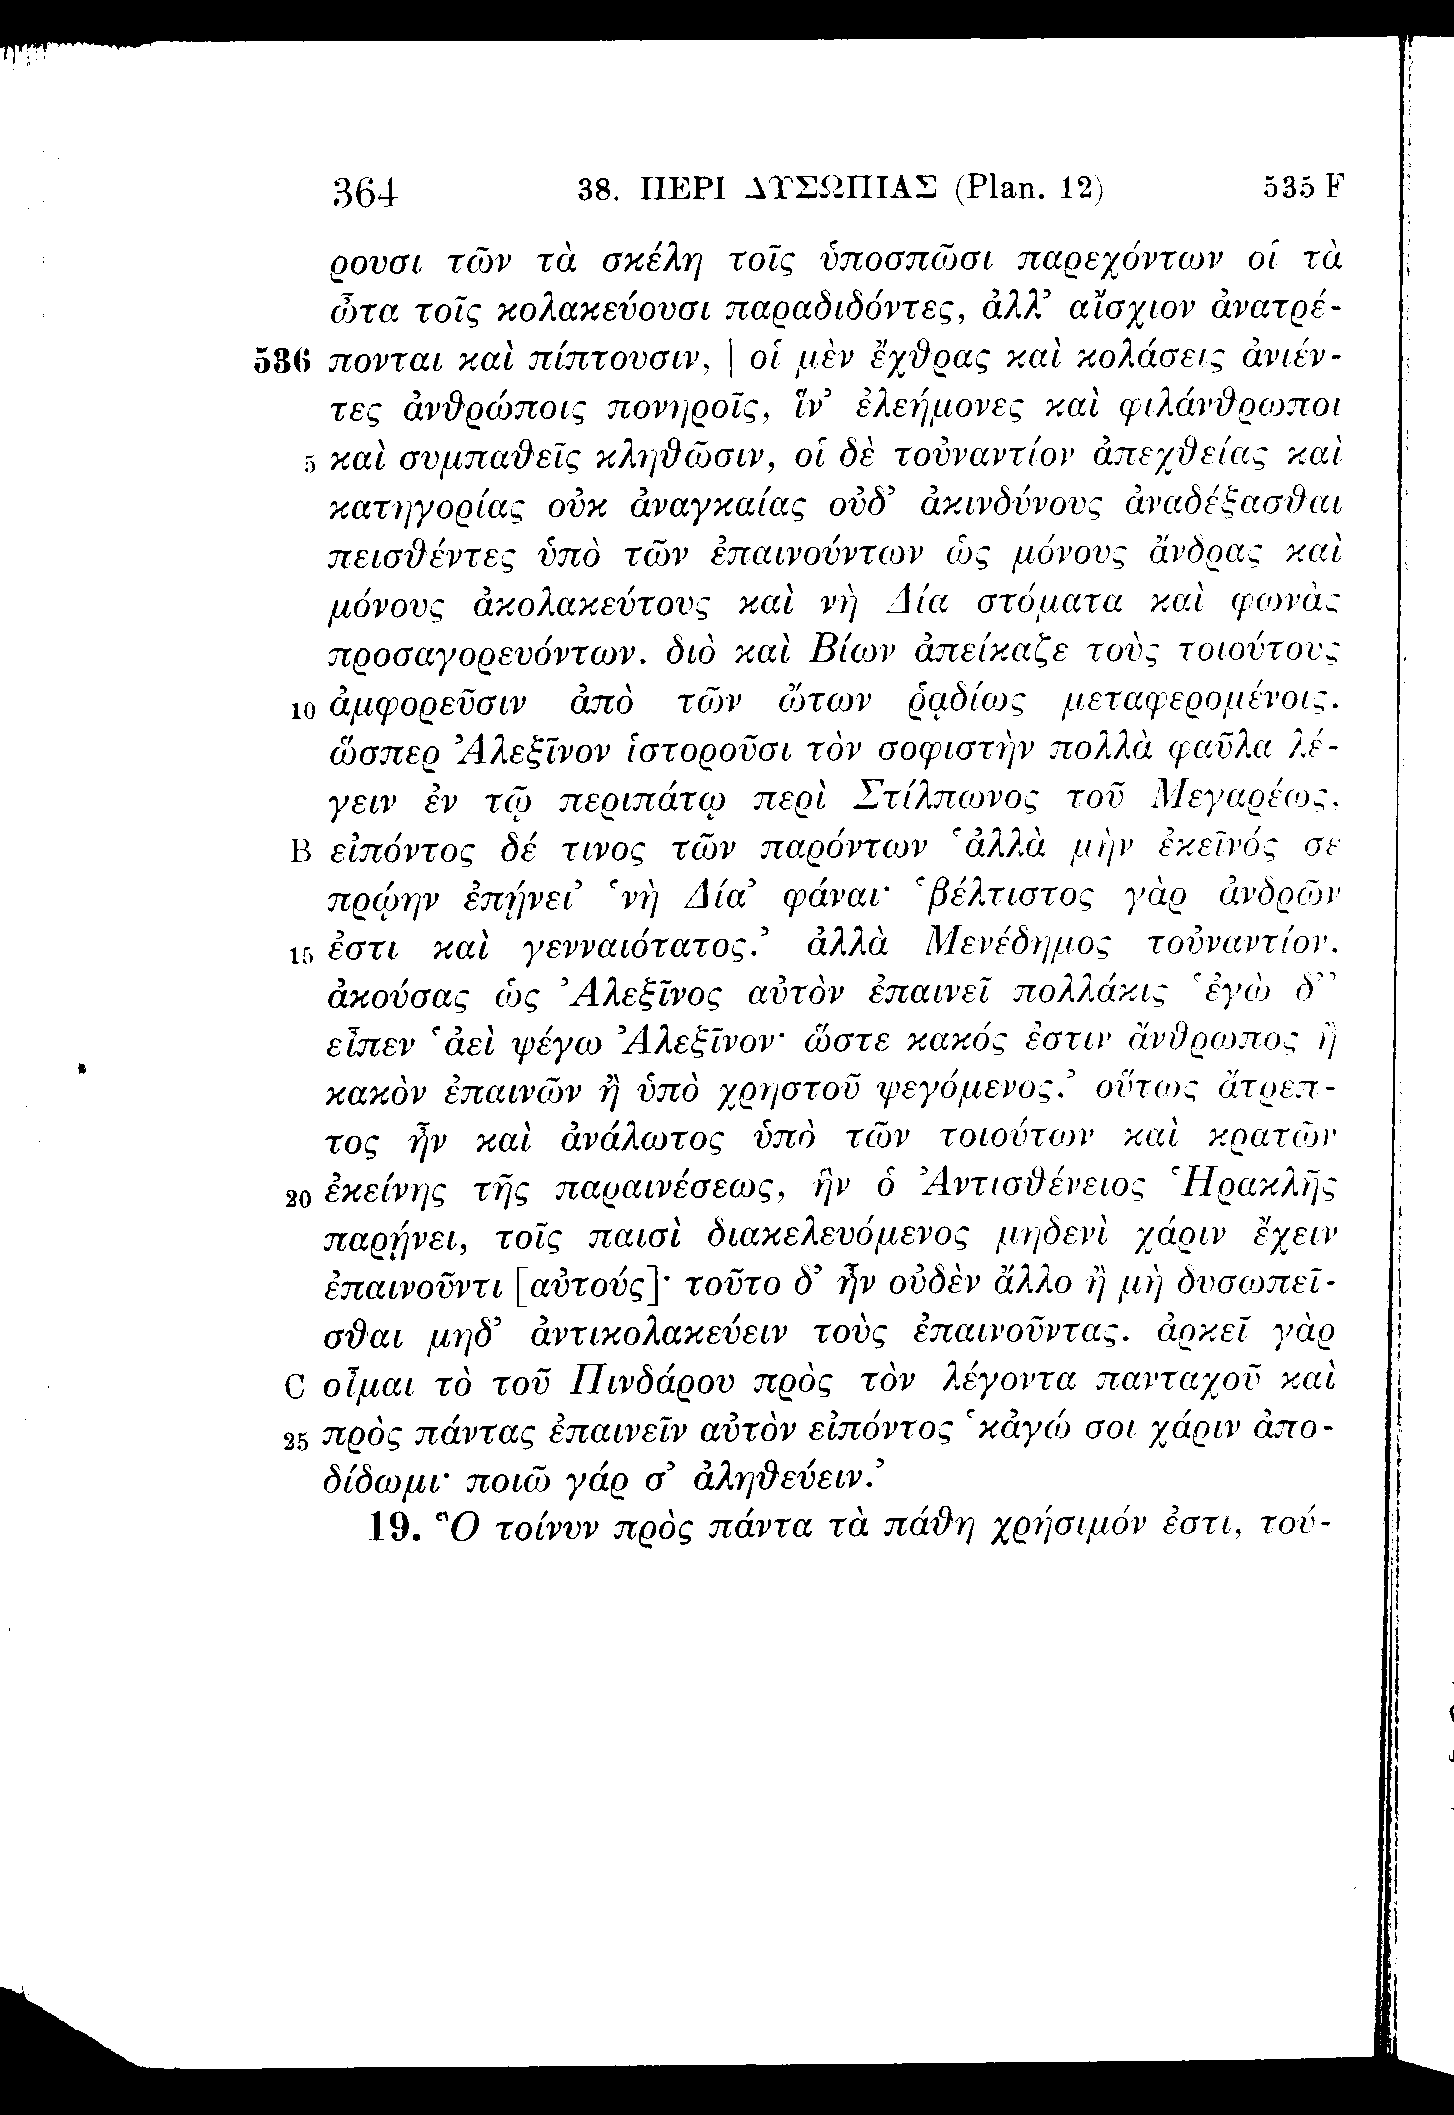 364 38. ΠΕΡΙ ΔΥΣΩΠΙΑΣ (Plan. 12) 535 F
ρουσι τῶν τὰ σκέλη τοῖς ὑποσπῶσι παρεχόντων οἱ τὰ
ὦτα τοῖς κολακεύουσι παραδιδόντες, ἀλλ’ αἴσχιον ἀνατρέ-
536 πονται καὶ πίπτουσιν, | οἱ μὲν ἔχθρας καὶ κολάσεις ἀνιέν-
τες ἀνθρώποις πονηροῖς, ἵν’ ἐλεήμονες καὶ φιλάνθρωποι
5 καὶ συμπαθεῖς κληθῶσιν, οἱ δὲ τοὐναντίον ἀπεχθείας καὶ
κατηγορίας οὐκ ἀναγκαίας οὐδ’ ἀκινδύνους ἀναδέξασθαι
πεισθέντες ὑπὸ τῶν ἐπαινούντων ὡς μόνους ἄνδρας καὶ
μόνους ἀκολακεύτους καὶ νὴ Δία στόματα καὶ φωνὰς
προσαγορευόντων. διὸ καὶ Βίων ἀπείκαζε τοὺς τοιούτους
10 ἀμφορεῦσιν ἀπὸ τῶν ὤτων ῥᾳδίως μεταφερομένοις.
ὥσπερ Ἀλεξῖνον ἱστοροῦσι τὸν σοφιστὴν πολλὰ φαῦλα λέ-
γειν ἐν τῷ περιπάτῳ περὶ Στίλπωνος τοῦ Μεγαρέως,
B εἰπόντος δέ τινος τῶν παρόντων ‘ἀλλὰ μὴν ἐκεῖνός σε
πρῴην ἐπῄνει’ ‘νὴ Δία’ φάναι· ‘βέλτιστος γὰρ ἀνδρῶν
15 ἐστι καὶ γενναιότατος.’ ἀλλὰ Μενέδημος τοὐναντίον.
ἀκούσας ὡς Ἀλεξῖνος αὐτὸν ἐπαινεῖ πολλάκις ‘ἐγὼ δ’’
εἶπεν ‘ἀεὶ ψέγω Ἀλεξῖνον· ὥστε κακός ἐστιν ἄνθρωπος ἢ
κακὸν ἐπαινῶν ἢ ὑπὸ χρηστοῦ ψεγόμενος.’ οὕτως ἄτρεπ-
τος ἦν καὶ ἀνάλωτος ὑπὸ τῶν τοιούτων καὶ κρατῶν
20 ἐκείνης τῆς παραινέσεως, ἣν ὁ Ἀντισθένειος Ἡρακλῆς
παρῄνει, τοῖς παισὶ διακελευόμενος μηδενὶ χάριν ἔχειν
ἐπαινοῦντι [αὐτούς]· τοῦτο δ’ ἦν οὐδὲν ἄλλο ἢ μὴ δυσωπεῖ-
σθαι μηδ’ ἀντικολακεύειν τοὺς ἐπαινοῦντας. ἀρκεῖ γὰρ
C οἶμαι τὸ τοῦ Πινδάρου πρὸς τὸν λέγοντα πανταχοῦ καὶ
25 πρὸς πάντας ἐπαινεῖν αὐτὸν εἰπόντος ‘κἀγώ σοι χάριν ἀπο-
δίδωμι· ποιῶ γάρ σ’ ἀληθεύειν.’
19. Ὃ τοίνυν πρὸς πάντα τὰ πάθη χρήσιμόν ἐστι, τού-